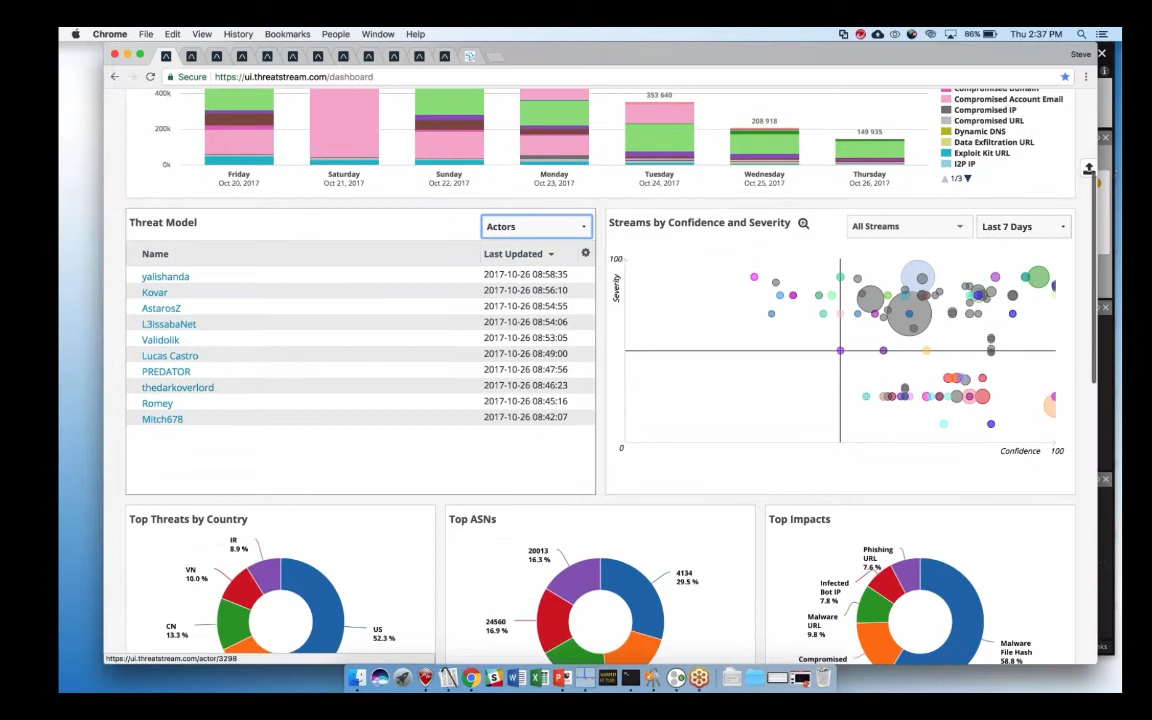 Chrome File Edit View History Bookmarks People Window Help 86% Thu 2:37 PM
Steve
Secure https://ui.threatstream.com/dashboard
400k
200k
0k
353 640
208 918
149 935
Friday
Oct 20, 2017
Saturday
Oct 21, 2017
Sunday
Oct 22, 2017
Monday
Oct 23, 2017
Tuesday
Oct 24, 2017
Wednesday
Oct 25, 2017
Thursday
Oct 26, 2017
Compromised Domain
Compromised Account Email
Compromised IP
Compromised URL
Dynamic DNS
Data Exfiltration URL
Exploit Kit URL
I2P IP
1/3
Threat Model Actors
Name Last Updated
yalishanda 2017-10-26 08:58:35
Kovar 2017-10-26 08:56:10
AstarosZ 2017-10-26 08:54:55
L3issabaNet 2017-10-26 08:54:06
Validolik 2017-10-26 08:53:05
Lucas Castro 2017-10-26 08:49:00
PREDATOR 2017-10-26 08:47:56
thedarkoverlord 2017-10-26 08:46:23
Romey 2017-10-26 08:45:16
Mitch678 2017-10-26 08:42:07
Streams by Confidence and Severity All Streams Last 7 Days
100
Severity
0
Confidence 100
Top Threats by Country
IR
8.9 %
VN
10.0 %
CN
13.3 %
US
52.3 %
Top ASNs
20013
16.3 %
4134
29.5 %
24560
16.9 %
Top Impacts
Phishing
URL
7.6 %
Infected
Bot IP
7.8 %
Malware
URL
9.8 %
Compromised
Malware
File Hash
58.8 %
https://ui.threatstream.com/actor/3298